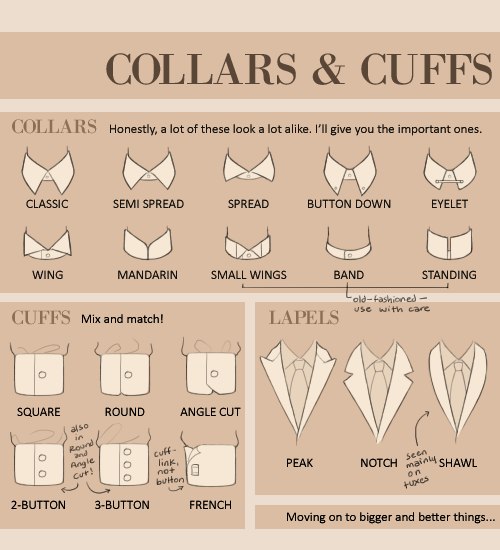 COLLARS & CUFFS
COLLARS Honestly, a lot of these look a lot alike. I'll give you the important ones.
CLASSIC SEMI SPREAD SPREAD BUTTON DOWN EYELET
WING MANDARIN SMALL WINGS BAND STANDING
old-fashioned —
use with care
CUFFS Mix and match!
SQUARE ROUND ANGLE CUT
also
in
Round
and
Angle
Cut!
cuff-
link,
not
button
2-BUTTON 3-BUTTON FRENCH
LAPELS
PEAK NOTCH SHAWL
seen
mainly
on
tuxes
Moving on to bigger and better things...